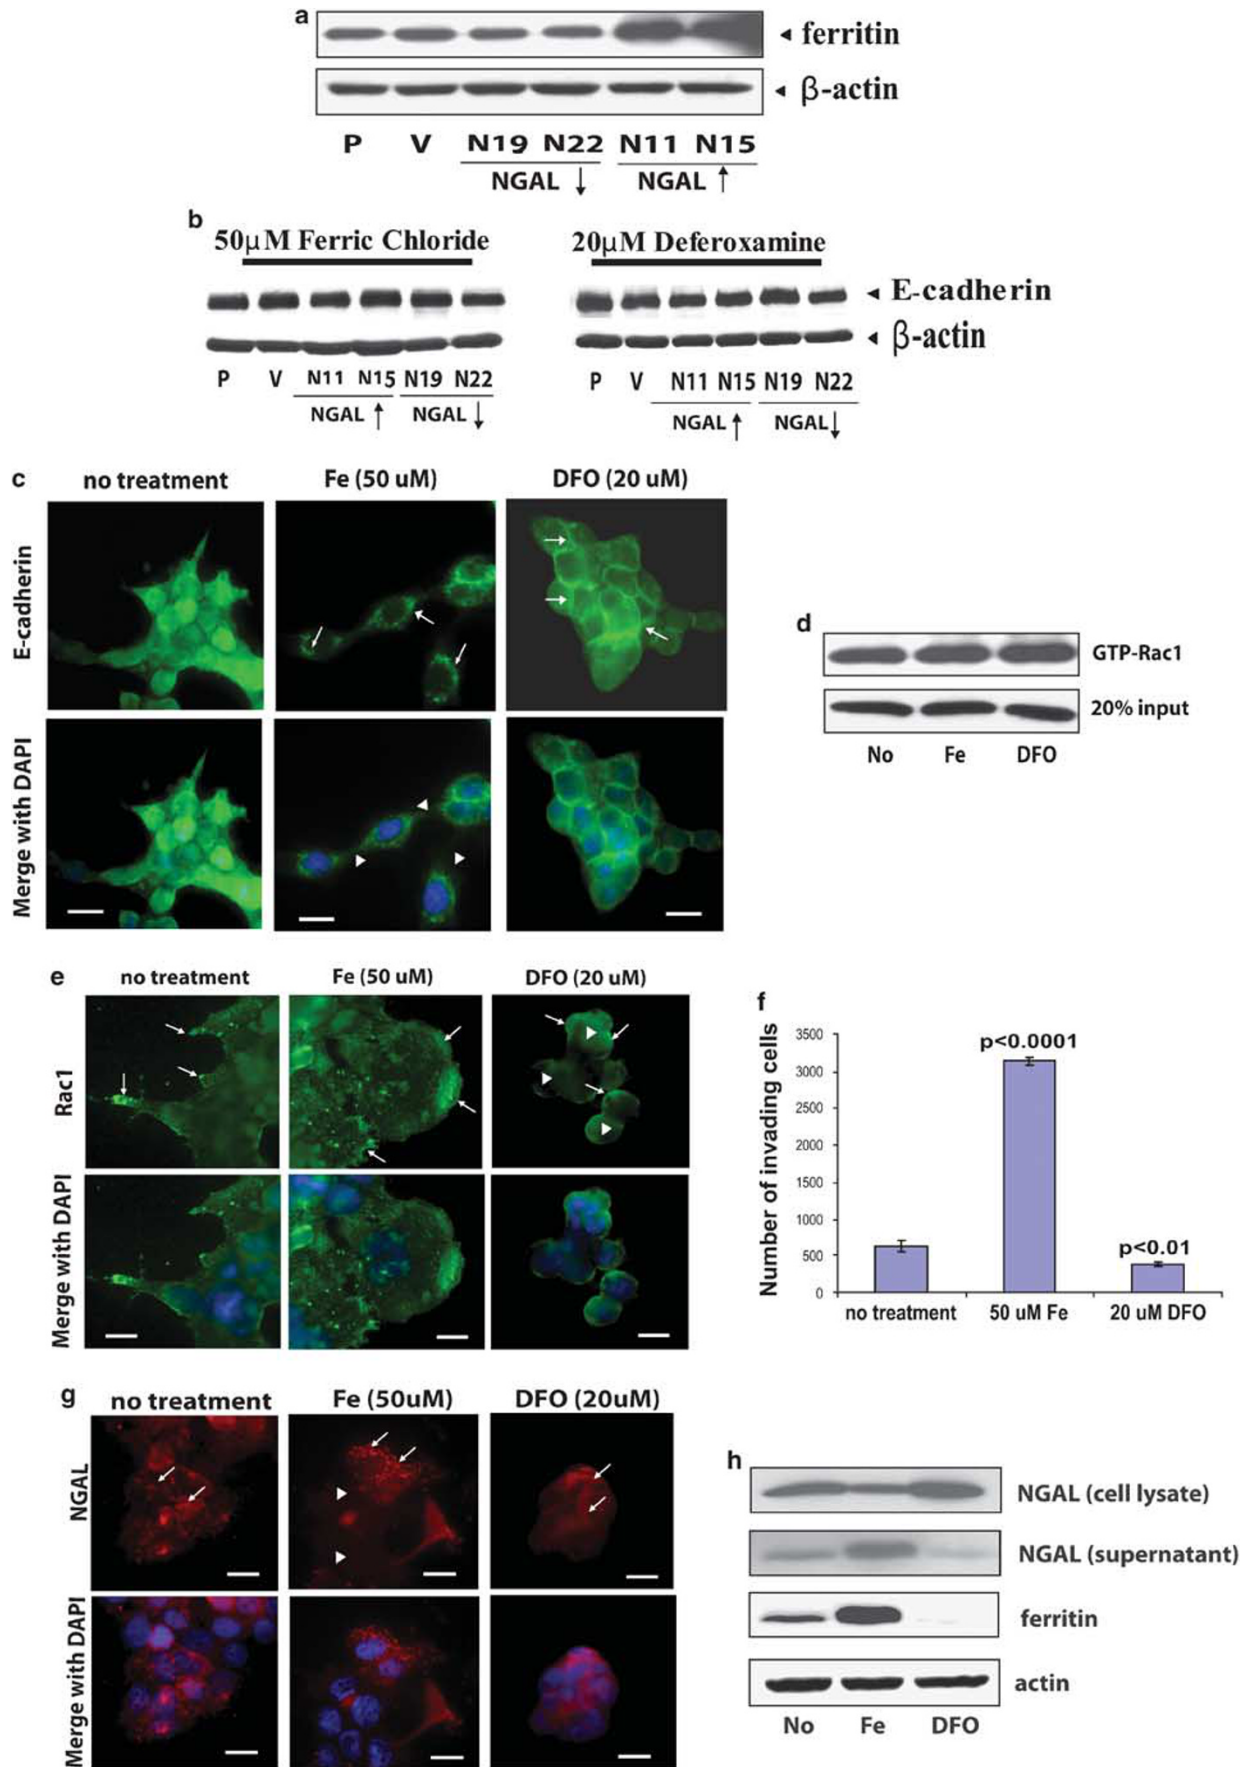 a
ferritin
β-actin
P V N19 N22 N11 N15
NGAL ↓ NGAL ↑
b
50μM Ferric Chloride 20μM Deferoxamine
E-cadherin
β-actin
P V N11 N15 N19 N22 P V N11 N15 N19 N22
NGAL ↑ NGAL ↓ NGAL ↑ NGAL ↓
c
no treatment Fe (50 uM) DFO (20 uM)
E-cadherin
Merge with DAPI
d
GTP-Rac1
20% input
No Fe DFO
e
no treatment Fe (50 uM) DFO (20 uM)
Rac1
Merge with DAPI
f
Number of invading cells
3500
3000
2500
2000
1500
1000
500
0
p<0.0001
p<0.01
no treatment 50 uM Fe 20 uM DFO
g
no treatment Fe (50uM) DFO (20uM)
NGAL
Merge with DAPI
h
NGAL (cell lysate)
NGAL (supernatant)
ferritin
actin
No Fe DFO